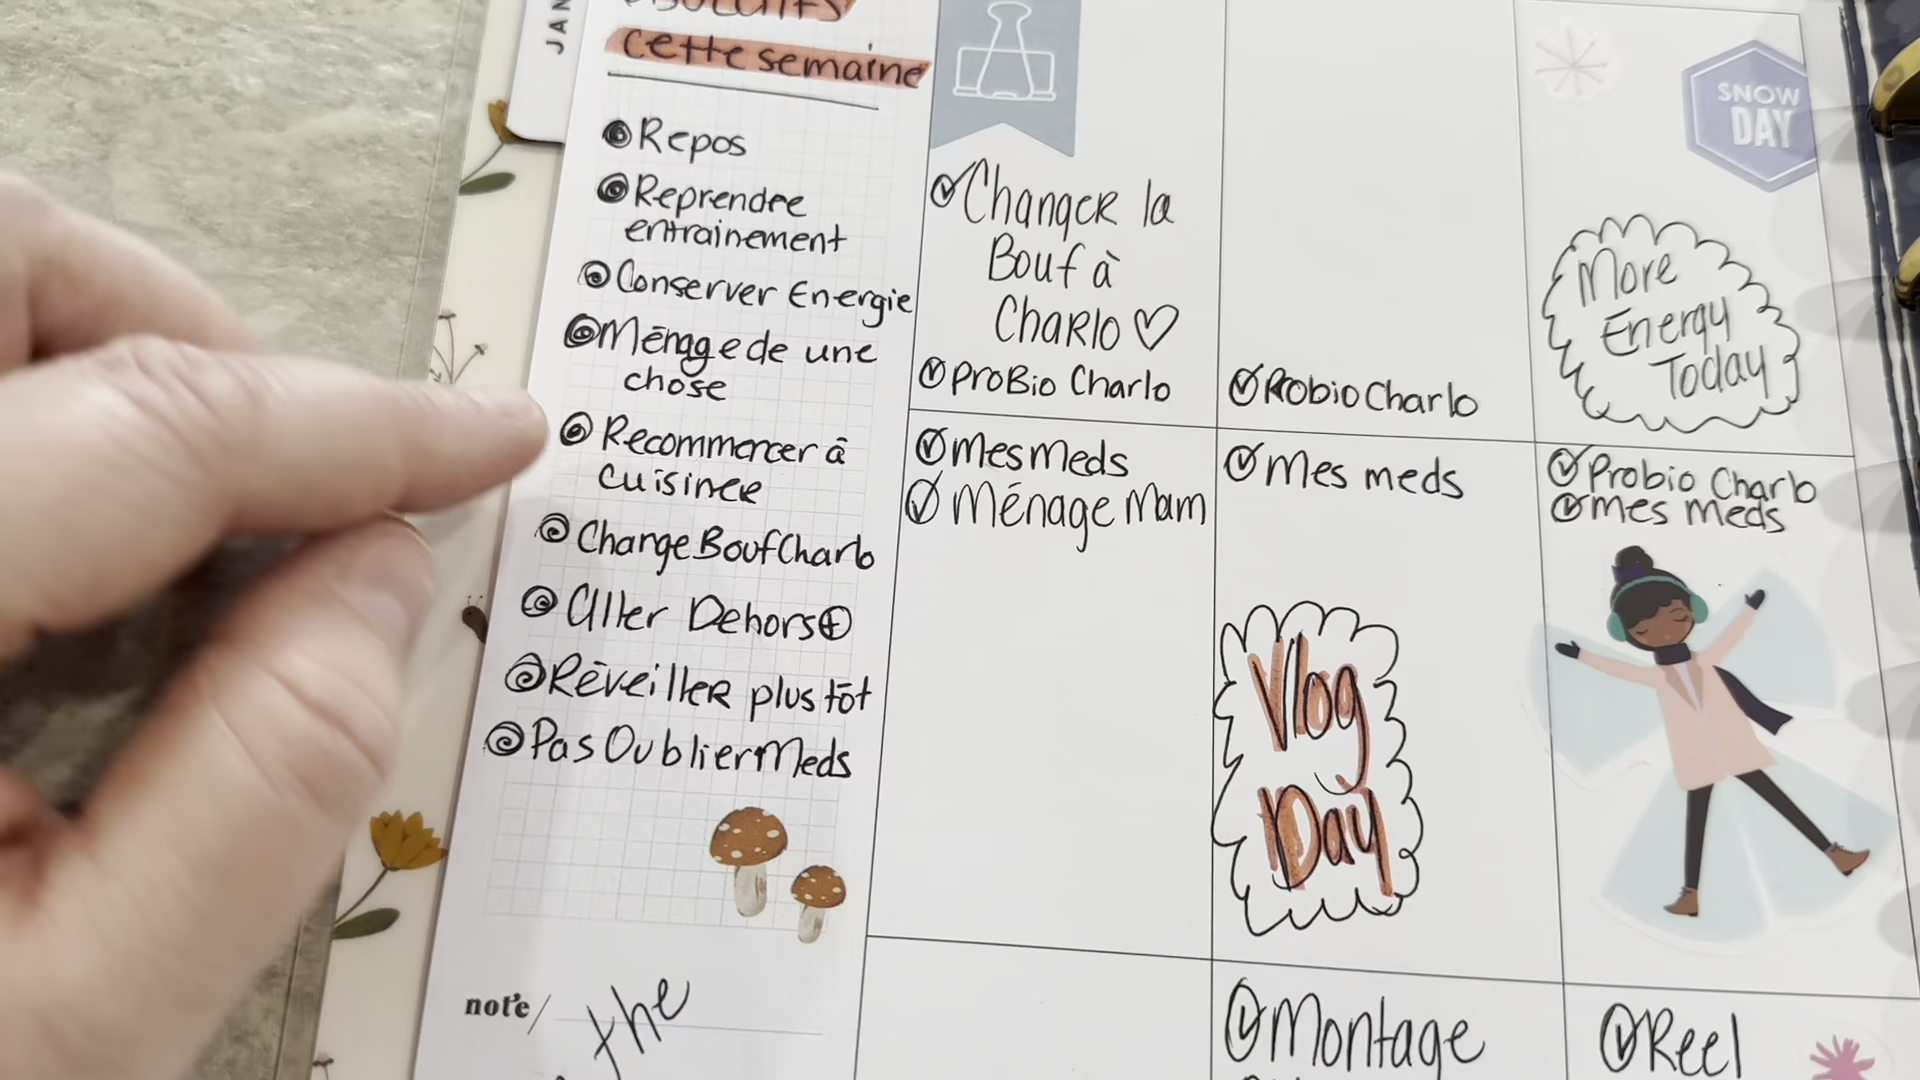 JAN
cette semaine
Repos
Reprendre
entrainement
Conserver Energie
Ménage de une
chose
Recommencer à
cuisiner
Change Bouf Charlo
Aller Dehors +
Réveiller plus tôt
Pas Oublier Meds
note/
the
Changer la
Bouf à
Charlo ♡
ProBio Charlo
Mes Meds
Ménage Mam
Probio Charlo
Mes meds
Vlog
Day
Montage
SNOW
DAY
More
Energy
Today
Probio Charlo
Mes Meds
Reel